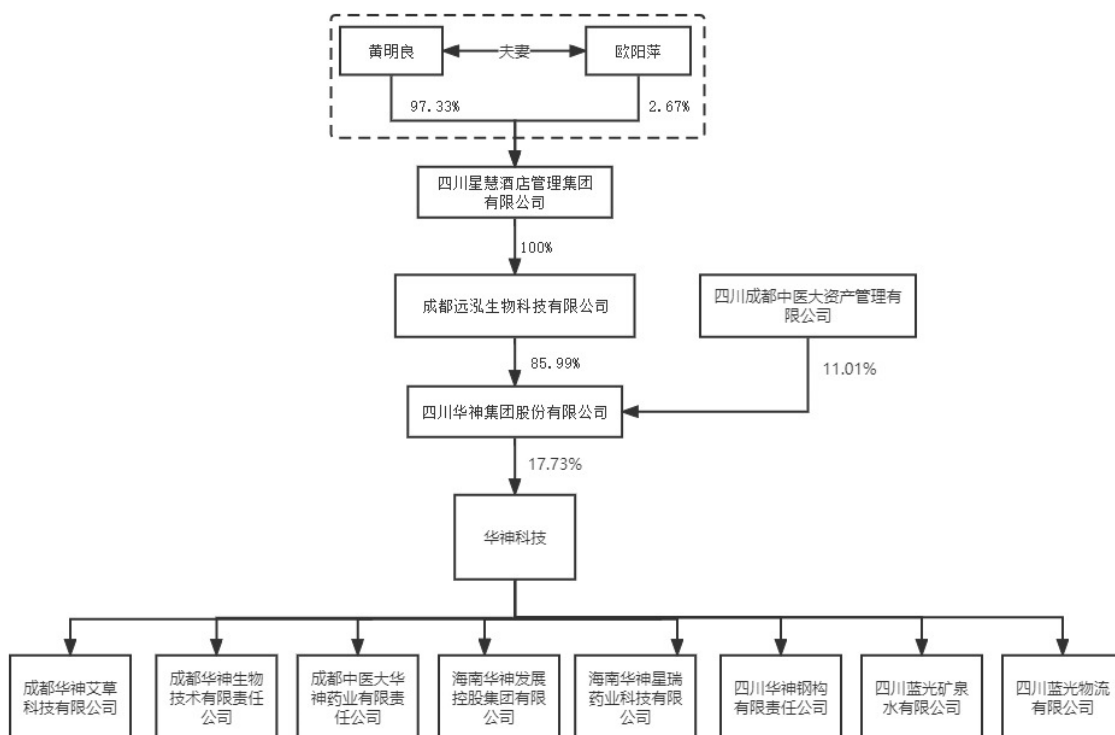 黄明良
夫妻
欧阳萍
97.33%
2.67%
四川星慧酒店管理集团
有限公司
100%
成都远泓生物科技有限公司
四川成都中医大资产管理有
限公司
85.99%
11.01%
四川华神集团股份有限公司
17.73%
华神科技
成都华神艾草
科技有限公司
成都华神生物
技术有限责任
公司
成都中医大华
神药业有限责
任公司
海南华神发展
控股集团有限
公司
海南华神星瑞
药业科技有限
公司
四川华神钢构
有限责任公司
四川蓝光矿泉
水有限公司
四川蓝光物流
有限公司